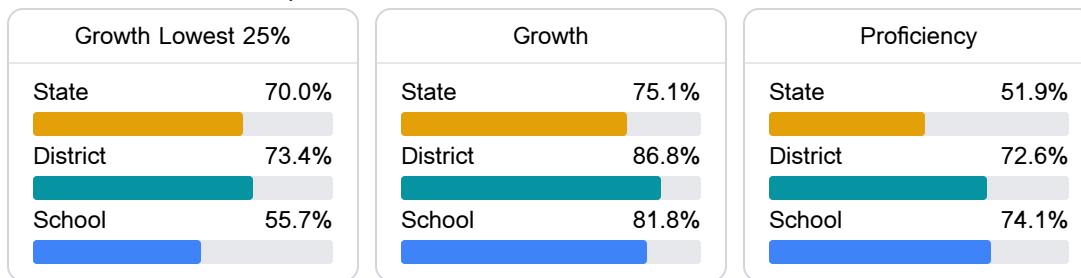 Growth Lowest 25%
State 70.0%
District 73.4%
School 55.7%
Growth
State 75.1%
District 86.8%
School 81.8%
Proficiency
State 51.9%
District 72.6%
School 74.1%